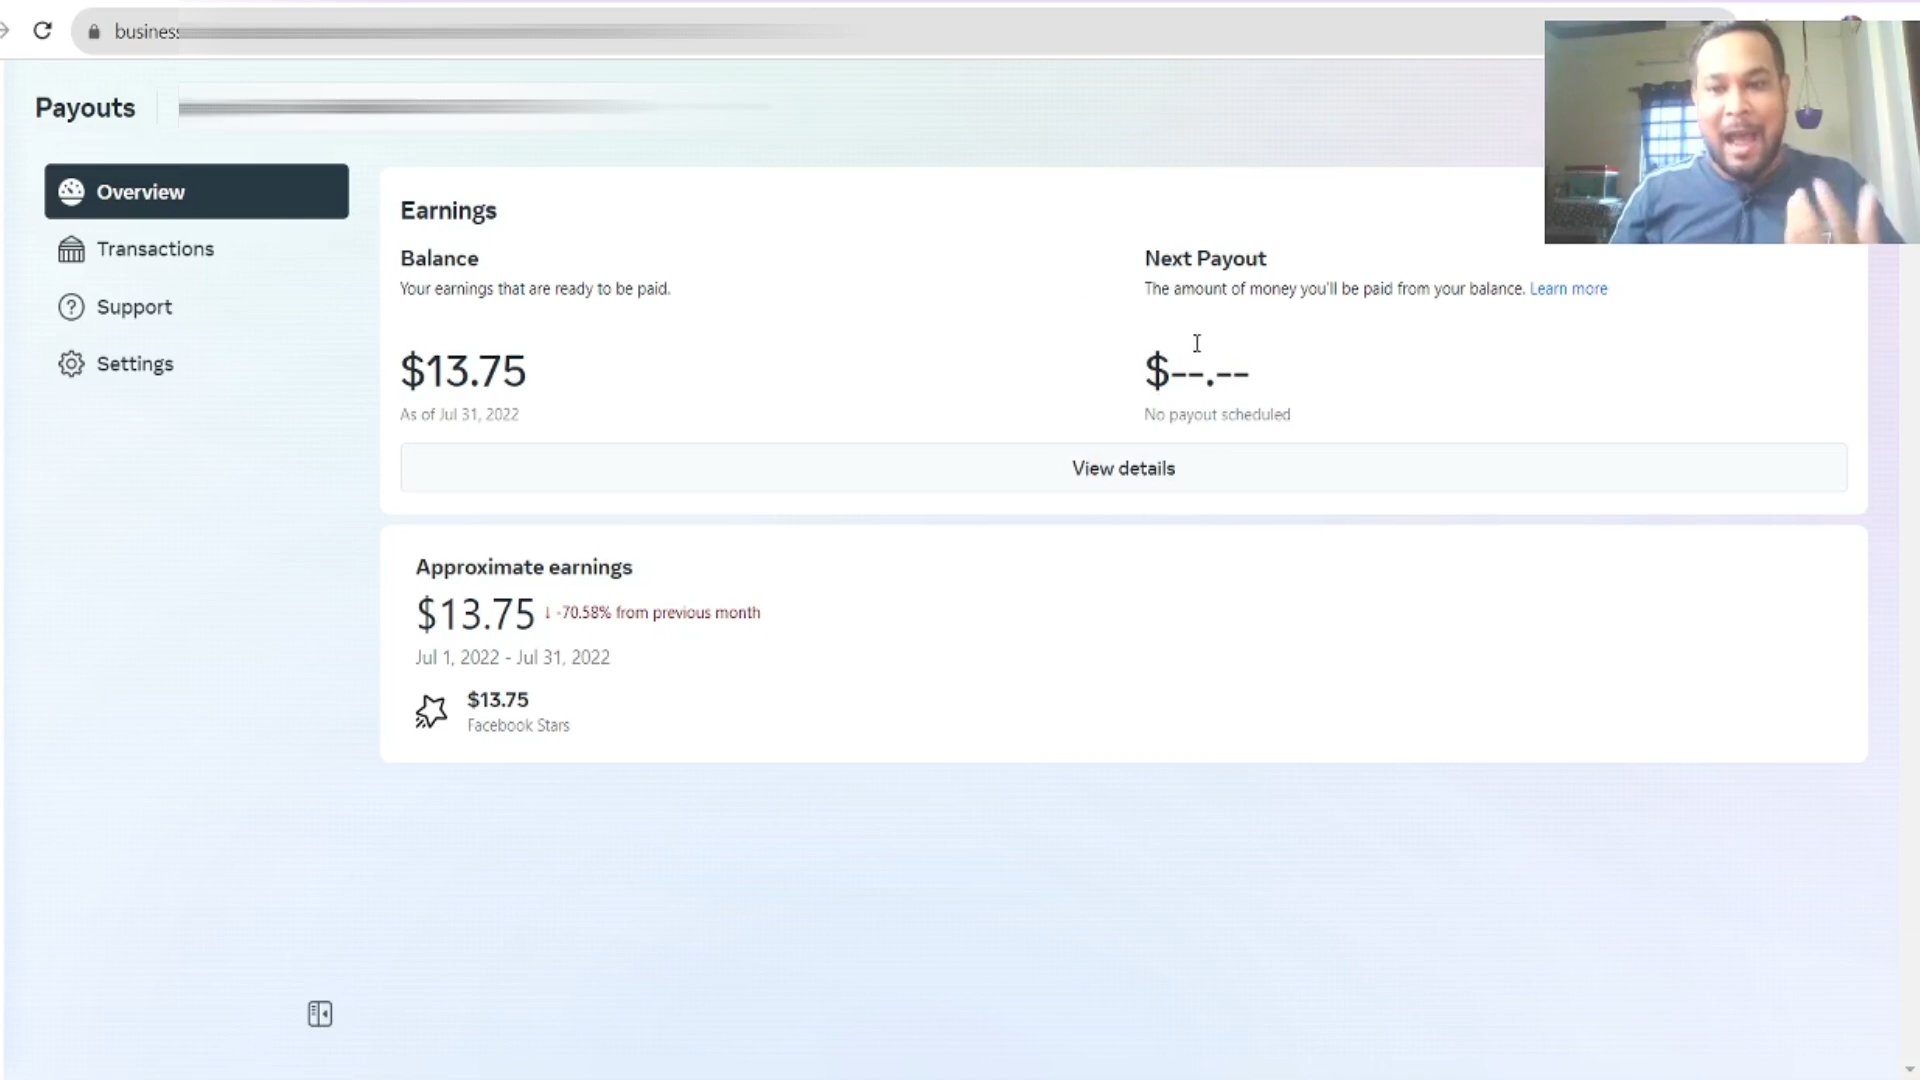 business
Payouts
Overview
Transactions
Support
Settings
Earnings
Balance
Your earnings that are ready to be paid.
$13.75
As of Jul 31, 2022
Next Payout
The amount of money you'll be paid from your balance. Learn more
$--.--
No payout scheduled
View details
Approximate earnings
$13.75 ↓ -70.58% from previous month
Jul 1, 2022 - Jul 31, 2022
$13.75
Facebook Stars